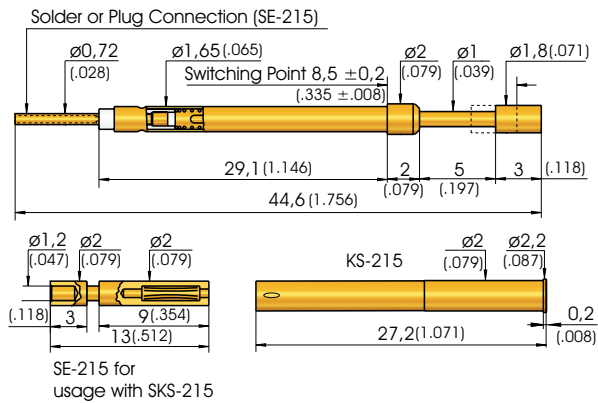 Solder or Plug Connection (SE-215)
ø0,72 ø1,65 (.065) ø2 ø1 ø1,8 (.071)
(.028) (.079) (.039)
Switching Point 8,5 ±0,2
(.335 ±.008)
29,1 (1.146) 2 5 3 (.118)
(.079) (.197)
44,6 (1.756)
ø1,2 ø2 ø2 KS-215 ø2 ø2,2
(.047) (.079) (.079) (.079) (.087)
(.118) 3 9 (.354) 0,2
13 (.512) 27,2 (1.071) (.008)
SE-215 for
usage with SKS-215